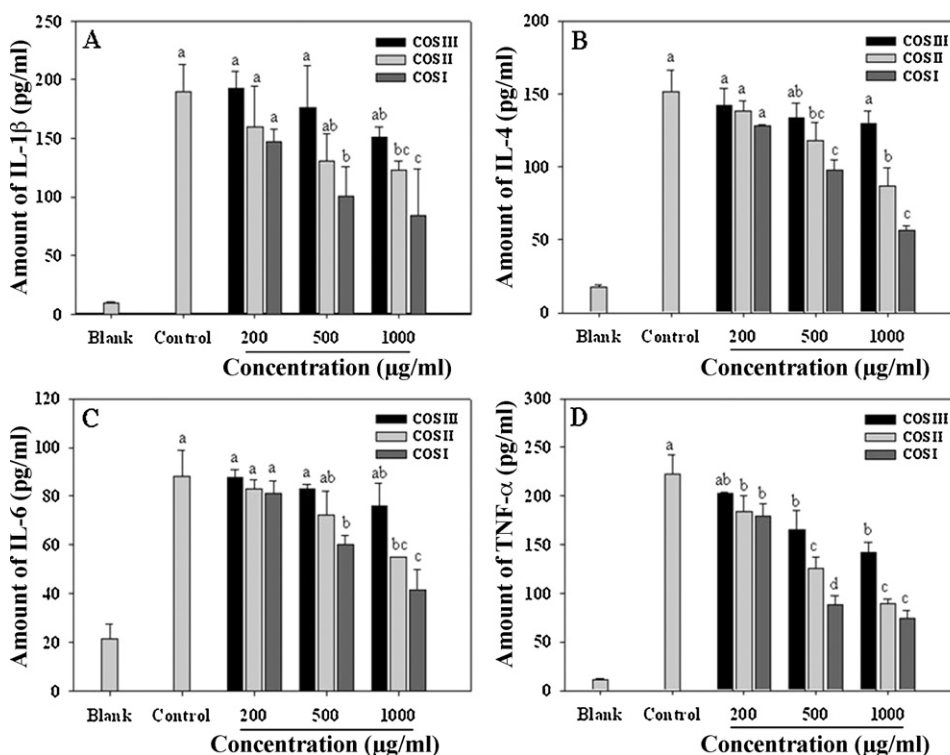 A
Amount of IL-1β (pg/ml)
250
200
150
100
50
0
COSIII
COSII
COSI
a
a
a
a
a
ab
b
ab
bc
c
Blank
Control
200
500
1000
Concentration (μg/ml)
B
Amount of IL-4 (pg/ml)
200
150
100
50
0
COSIII
COSII
COSI
a
a
a
a
ab
bc
c
a
b
c
Blank
Control
200
500
1000
Concentration (μg/ml)
C
Amount of IL-6 (pg/ml)
120
100
80
60
40
20
0
COSIII
COSII
COSI
a
a
a
a
a
ab
b
ab
bc
c
Blank
Control
200
500
1000
Concentration (μg/ml)
D
Amount of TNF-α (pg/ml)
300
250
200
150
100
50
0
COSIII
COSII
COSI
a
ab
b
b
b
c
d
b
c
c
Blank
Control
200
500
1000
Concentration (μg/ml)